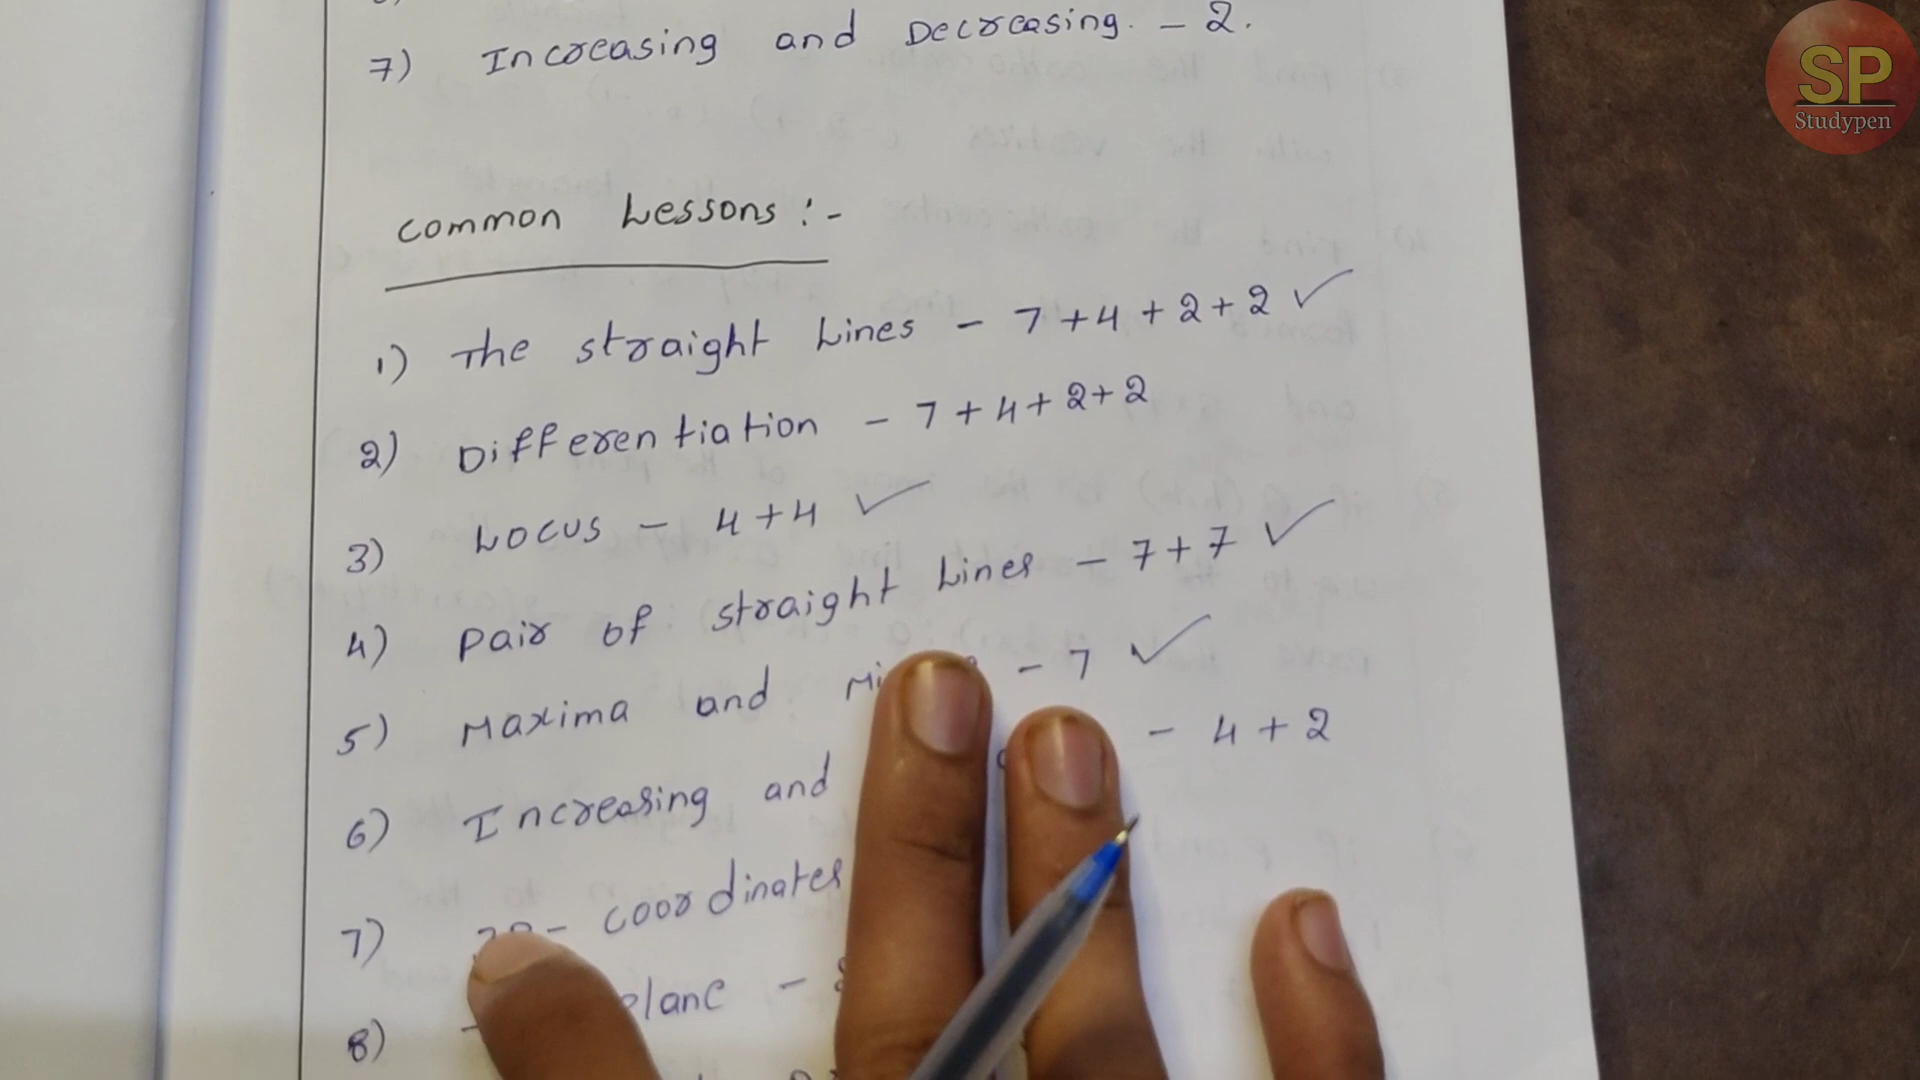 7) Increasing and Decreasing. - 2.
SP
Studypen
Common Lessons :-
1) The straight Lines - 7+4+2+2 ✓
2) Differentiation - 7+4+2+2
3) Locus - 4+4 ✓
4) Pair of straight Lines - 7+7 ✓
5) Maxima and - 7 ✓
6) Increasing and - 4+2
7) coordinates
8) plane -